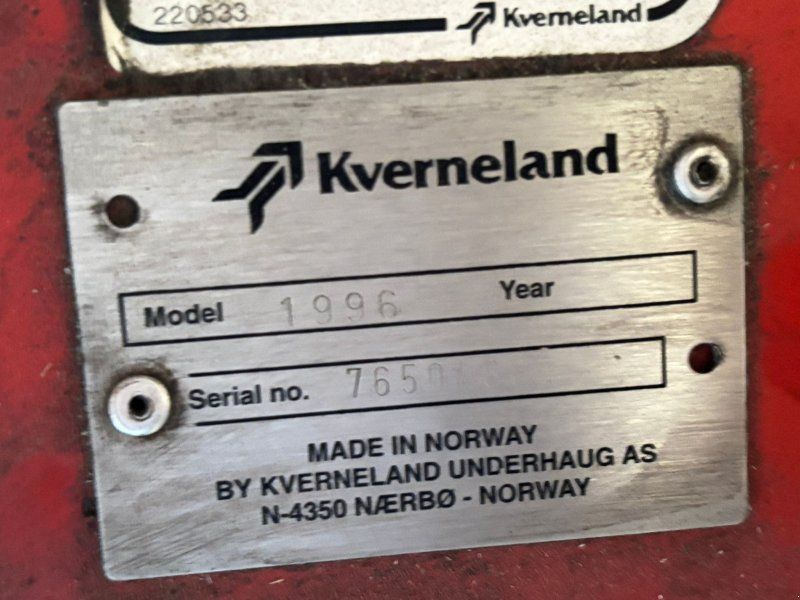 220533 Kverneland
Kverneland
Model 1996 Year
Serial no.
MADE IN NORWAY
BY KVERNELAND UNDERHAUG AS
N-4350 NÆRBØ - NORWAY